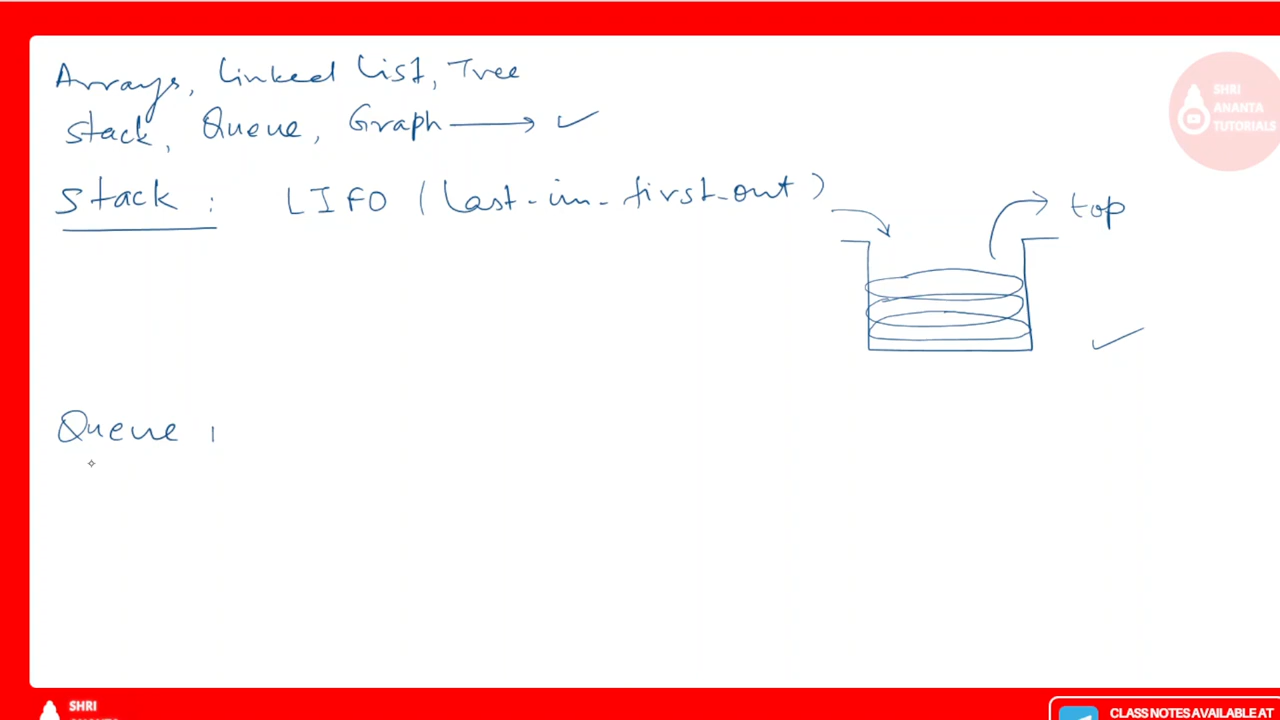 Arrays, Linked List, Tree
Stack, Queue, Graph
Stack : LIFO (Last-in-first-out)
top
Queue :
SHRI
ANANTA
TUTORIALS
SHRI
ANANTA
CLASS NOTES AVAILABLE AT